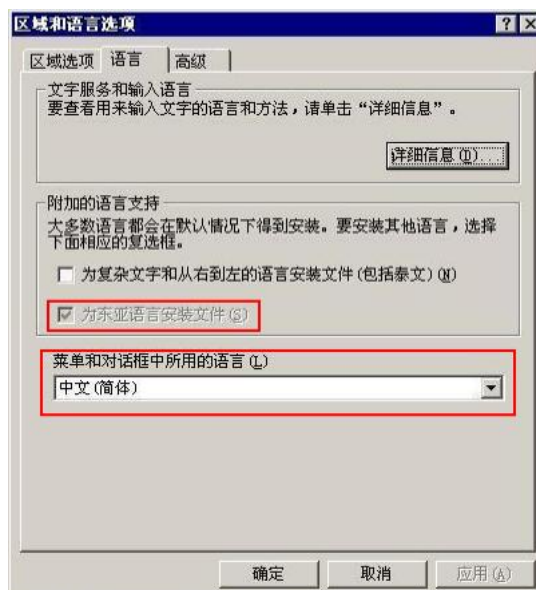 区域和语言选项
区域选项 语言 高级
文字服务和输入语言
要查看用来输入文字的语言和方法，请单击“详细信息”。
详细信息(D)...
附加的语言支持
大多数语言都会在默认情况下得到安装。要安装其他语言，选择
下面相应的复选框。
为复杂文字和从右到左的语言安装文件(包括泰文)(N)
为东亚语言安装文件(S)
菜单和对话框中所用的语言(L)
中文(简体)
确定 取消 应用(A)